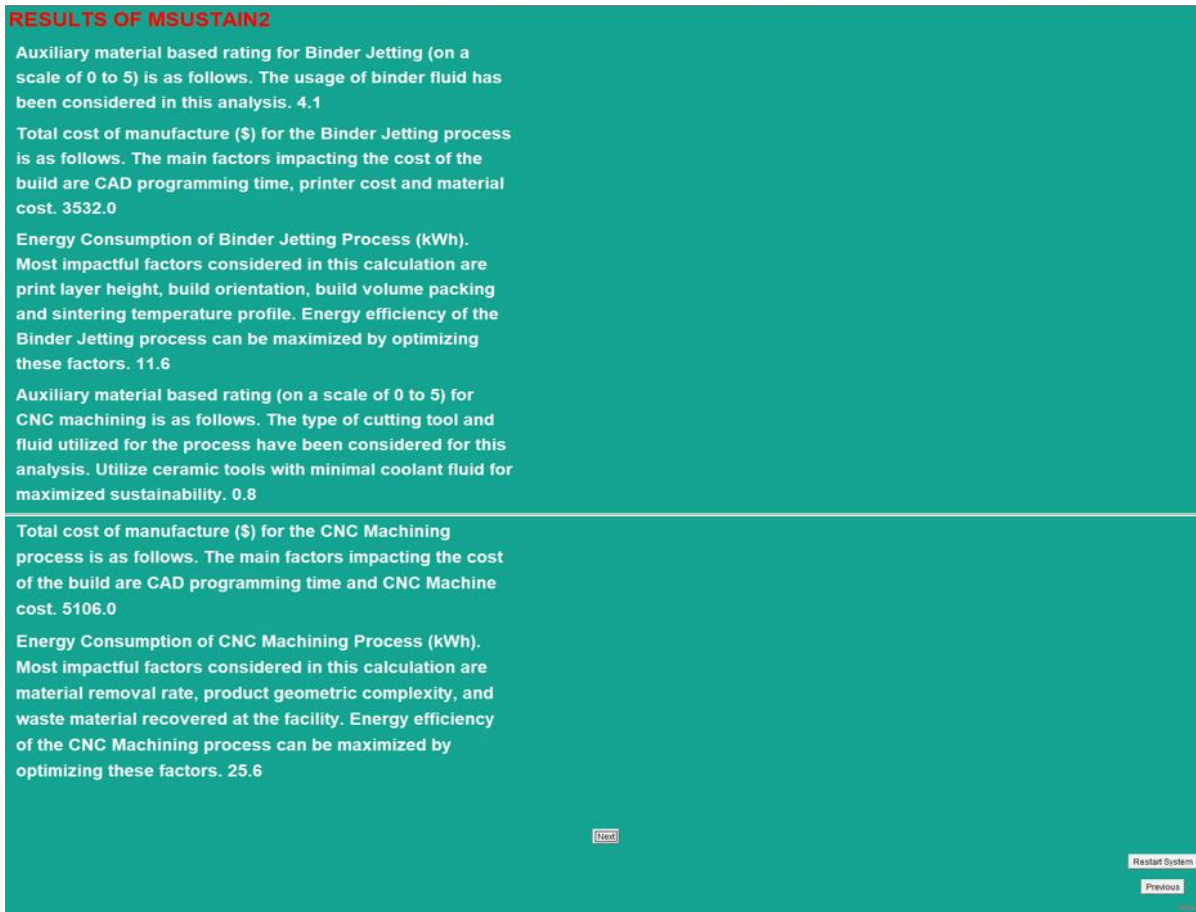 RESULTS OF MSUSTAIN2
Auxiliary material based rating for Binder Jetting (on a
scale of 0 to 5) is as follows. The usage of binder fluid has
been considered in this analysis. 4.1
Total cost of manufacture ($) for the Binder Jetting process
is as follows. The main factors impacting the cost of the
build are CAD programming time, printer cost and material
cost. 3532.0
Energy Consumption of Binder Jetting Process (kWh).
Most impactful factors considered in this calculation are
print layer height, build orientation, build volume packing
and sintering temperature profile. Energy efficiency of the
Binder Jetting process can be maximized by optimizing
these factors. 11.6
Auxiliary material based rating (on a scale of 0 to 5) for
CNC machining is as follows. The type of cutting tool and
fluid utilized for the process have been considered for this
analysis. Utilize ceramic tools with minimal coolant fluid for
maximized sustainability. 0.8
Total cost of manufacture ($) for the CNC Machining
process is as follows. The main factors impacting the cost
of the build are CAD programming time and CNC Machine
cost. 5106.0
Energy Consumption of CNC Machining Process (kWh).
Most impactful factors considered in this calculation are
material removal rate, product geometric complexity, and
waste material recovered at the facility. Energy efficiency
of the CNC Machining process can be maximized by
optimizing these factors. 25.6
Next
Restart System
Previous